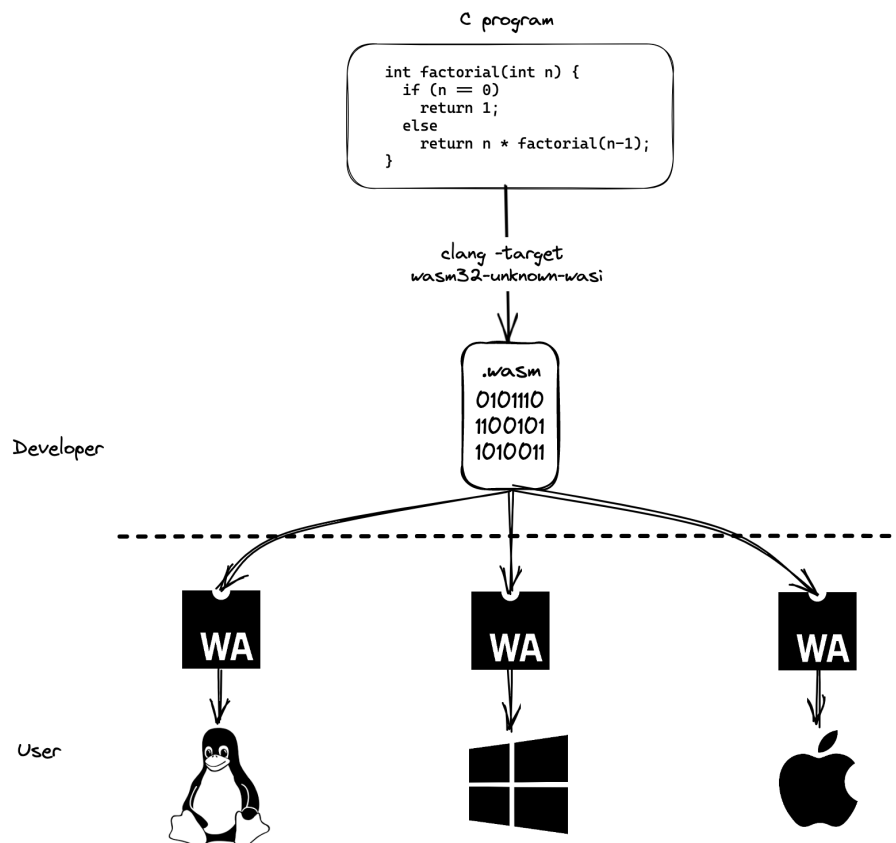 C program
int factorial(int n) {
  if (n == 0)
    return 1;
  else
    return n * factorial(n-1);
}
clang -target
wasm32-unknown-wasi
.wasm
0101110
1100101
1010011
Developer
WA WA WA
User